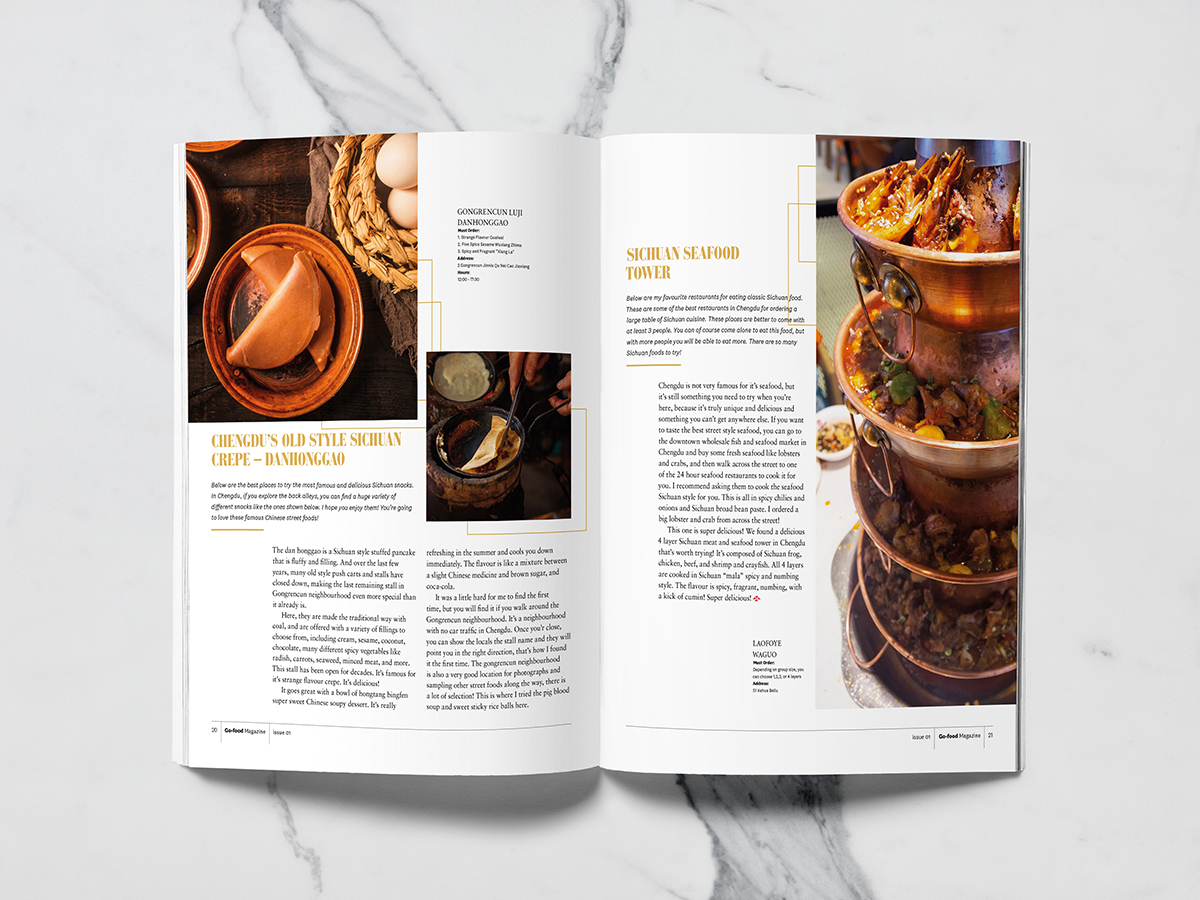 GONGRENCUN LUJI
DANHONGGAO
Must Order:
1. Strange Flavour Guaiwei
2. Five Spice Sesame Wuxiang Zhima
3. Spicy and Fragrant "Xiang La"
Address:
2 Gongrencun Jinniu Qu Nei Cao Jiaxiang
Hours:
12:00 - 17:30
CHENGDU'S OLD STYLE SICHUAN
CREPE – DANHONGGAO
Below are the best places to try the most famous and delicious Sichuan snacks.
In Chengdu, if you explore the back alleys, you can find a huge variety of
different snacks like the ones shown below. I hope you enjoy them! You're going
to love these famous Chinese street foods!
The dan honggao is a Sichuan style stuffed pancake
that is fluffy and filling. And over the last few
years, many old style push carts and stalls have
closed down, making the last remaining stall in
Gongrencun neighbourhood even more special than
it already is.
Here, they are made the traditional way with
coal, and are offered with a variety of fillings to
choose from, including cream, sesame, coconut,
chocolate, many different spicy vegetables like
radish, carrots, seaweed, minced meat, and more.
This stall has been open for decades. It's famous for
it's strange flavour crepe. It's delicious!
It goes great with a bowl of hongtang bingfen
super sweet Chinese soupy dessert. It's really
refreshing in the summer and cools you down
immediately. The flavour is like a mixture between
a slight Chinese medicine and brown sugar, and
coca-cola.
It was a little hard for me to find the first
time, but you will find it if you walk around the
Gongrencun neighbourhood. It's a neighbourhood
with no car traffic in Chengdu. Once you'r close,
you can show the locals the stall name and they will
point you in the right direction, that's how I found
it the first time. The gongrencun neighbourhood
is also a very good location for photographs and
sampling other street foods along the way, there is
a lot of selection! This is where I tried the pig blood
soup and sweet sticky rice balls here.
20 Go-food Magazine issue 01
SICHUAN SEAFOOD
TOWER
Below are my favourite restaurants for eating classic Sichuan food.
These are some of the best restaurants in Chengdu for ordering a
large table of Sichuan cuisine. These places are better to come with
at least 3 people. You can of course come alone to eat this food, but
with more people you will be able to eat more. There are so many
Sichuan foods to try!
Chengdu is not very famous for it's seafood, but
it's still something you need to try when you're
here, because it's truly unique and delicious and
something you can't get anywhere else. If you want
to taste the best street style seafood, you can go to
the downtown wholesale fish and seafood market in
Chengdu and buy some fresh seafood like lobsters
and crabs, and then walk across the street to one
of the 24 hour seafood restaurants to cook it for
you. I recommend asking them to cook the seafood
Sichuan style for you. This is all in spicy chilies and
onions and Sichuan broad bean paste. I ordered a
big lobster and crab from across the street!
This one is super delicious! We found a delicious
4 layer Sichuan meat and seafood tower in Chengdu
that's worth trying! It's composed of Sichuan frog,
chicken, beef, and shrimp and crayfish. All 4 layers
are cooked in Sichuan "mala" spicy and numbing
style. The flavour is spicy, fragrant, numbing, with
a kick of cumin! Super delicious!
LAOFOYE
WAGUO
Must Order:
Depending on group size, you
can choose 1,2,3, or 4 layers
Address:
51 Kehua Beilu
issue 01 Go-food Magazine 21